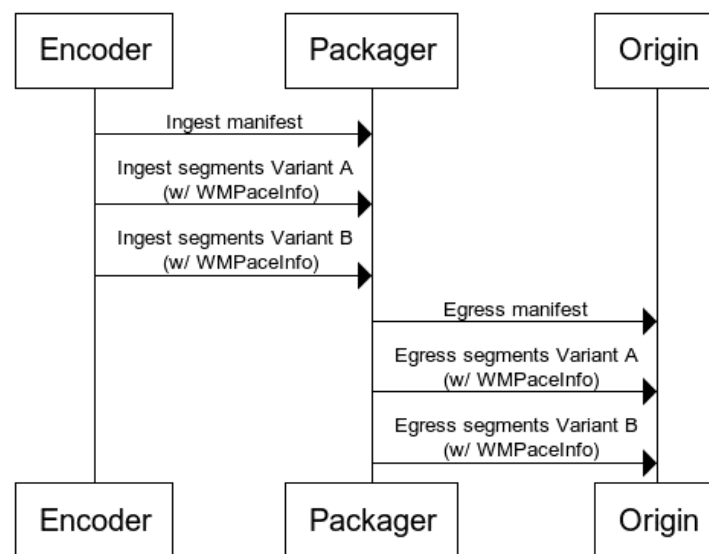 Encoder
Packager
Origin
Ingest manifest
Ingest segments Variant A
(w/ WMPaceInfo)
Ingest segments Variant B
(w/ WMPaceInfo)
Egress manifest
Egress segments Variant A
(w/ WMPaceInfo)
Egress segments Variant B
(w/ WMPaceInfo)
Encoder
Packager
Origin